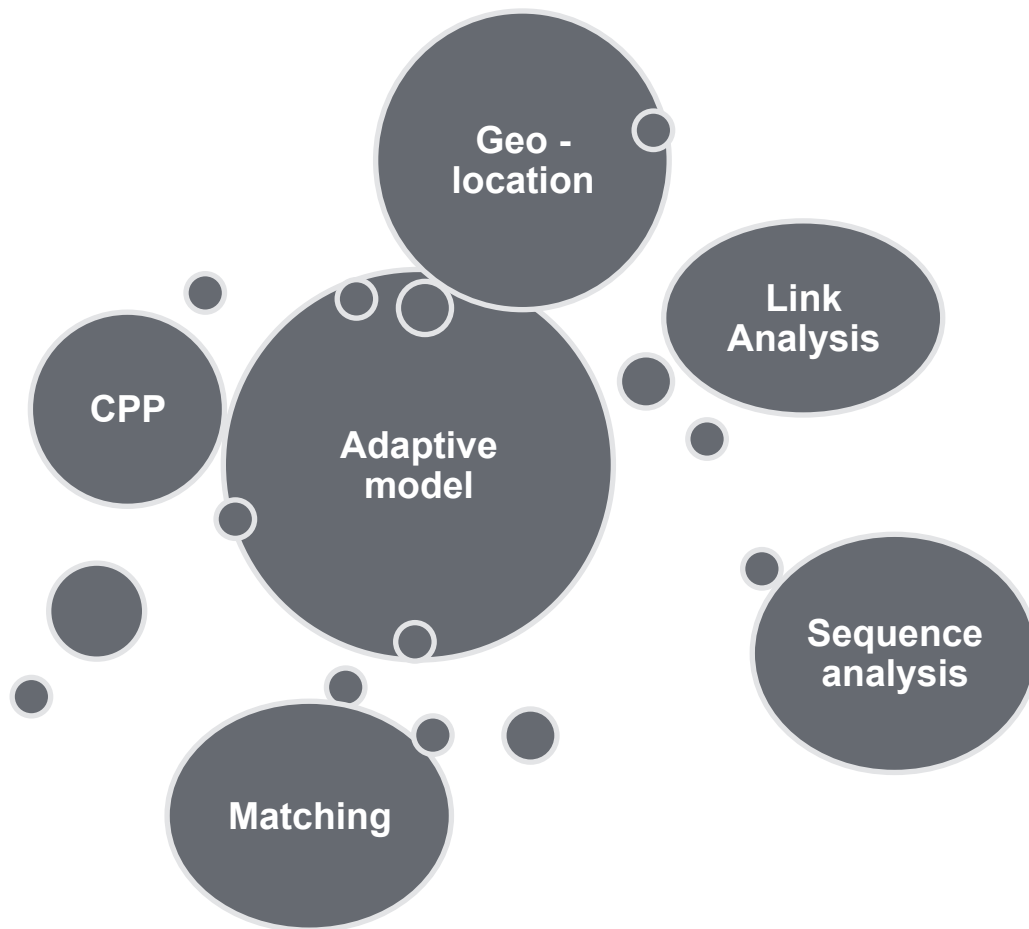 Geo -
location
Link
Analysis
CPP
Adaptive
model
Sequence
analysis
Matching